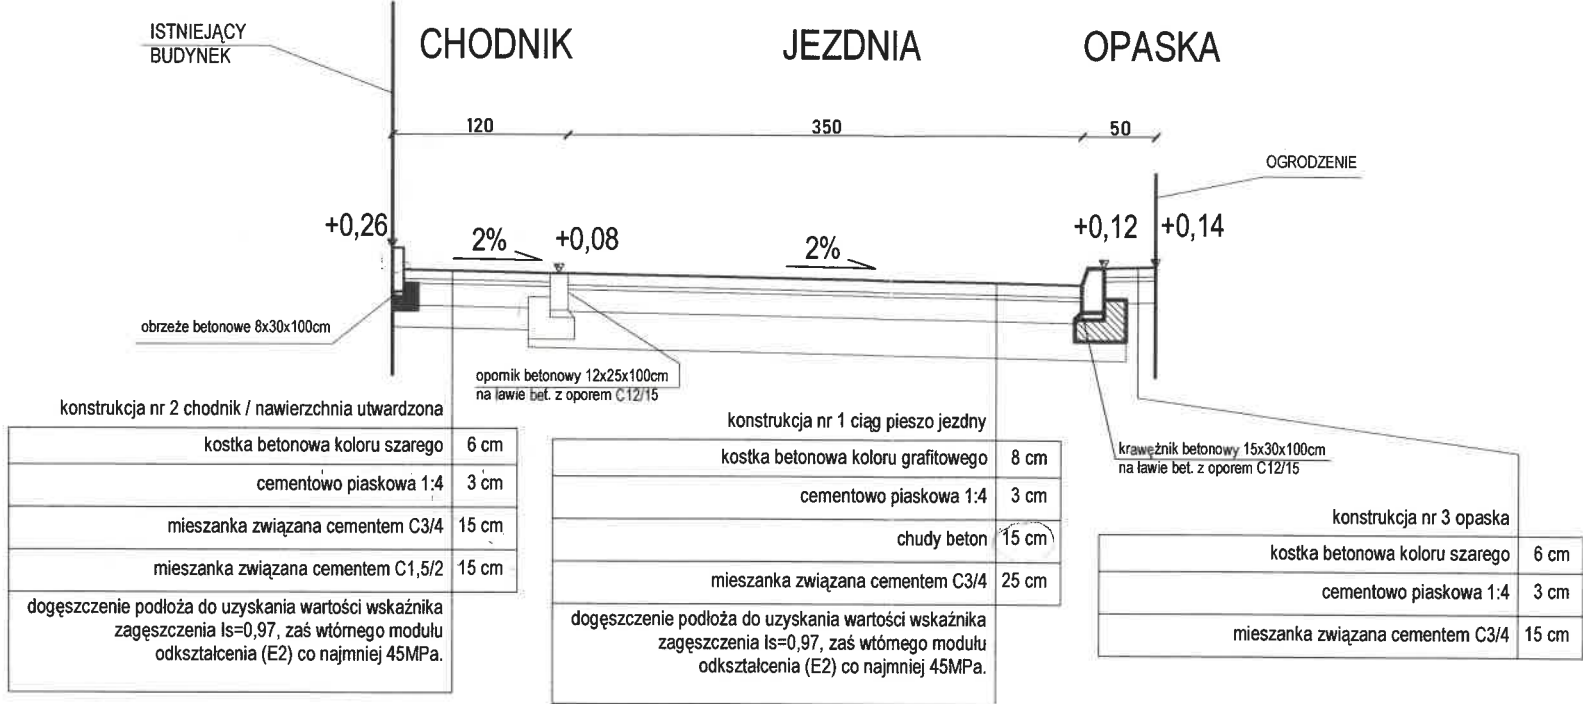 ISTNIEJĄCY
BUDYNEK
CHODNIK
JEZDNIA
OPASKA
120
350
50
OGRODZENIE
+0,26
2%
+0,08
2%
+0,12
+0,14
obrzeże betonowe 8x30x100cm
opornik betonowy 12x25x100cm
na ławie bet. z oporem C12/15
krawężnik betonowy 15x30x100cm
na ławie bet. z oporem C12/15
konstrukcja nr 2 chodnik / nawierzchnia utwardzona
kostka betonowa koloru szarego 6 cm
cementowo piaskowa 1:4 3 cm
mieszanka związana cementem C3/4 15 cm
mieszanka związana cementem C1,5/2 15 cm
dogęszczenie podłoża do uzyskania wartości wskaźnika
zagęszczenia Is=0,97, zaś wtórnego modułu
odkształcenia (E2) co najmniej 45MPa.
konstrukcja nr 1 ciąg pieszo jezdny
kostka betonowa koloru grafitowego 8 cm
cementowo piaskowa 1:4 3 cm
chudy beton 15 cm
mieszanka związana cementem C3/4 25 cm
dogęszczenie podłoża do uzyskania wartości wskaźnika
zagęszczenia Is=0,97, zaś wtórnego modułu
odkształcenia (E2) co najmniej 45MPa.
konstrukcja nr 3 opaska
kostka betonowa koloru szarego 6 cm
cementowo piaskowa 1:4 3 cm
mieszanka związana cementem C3/4 15 cm